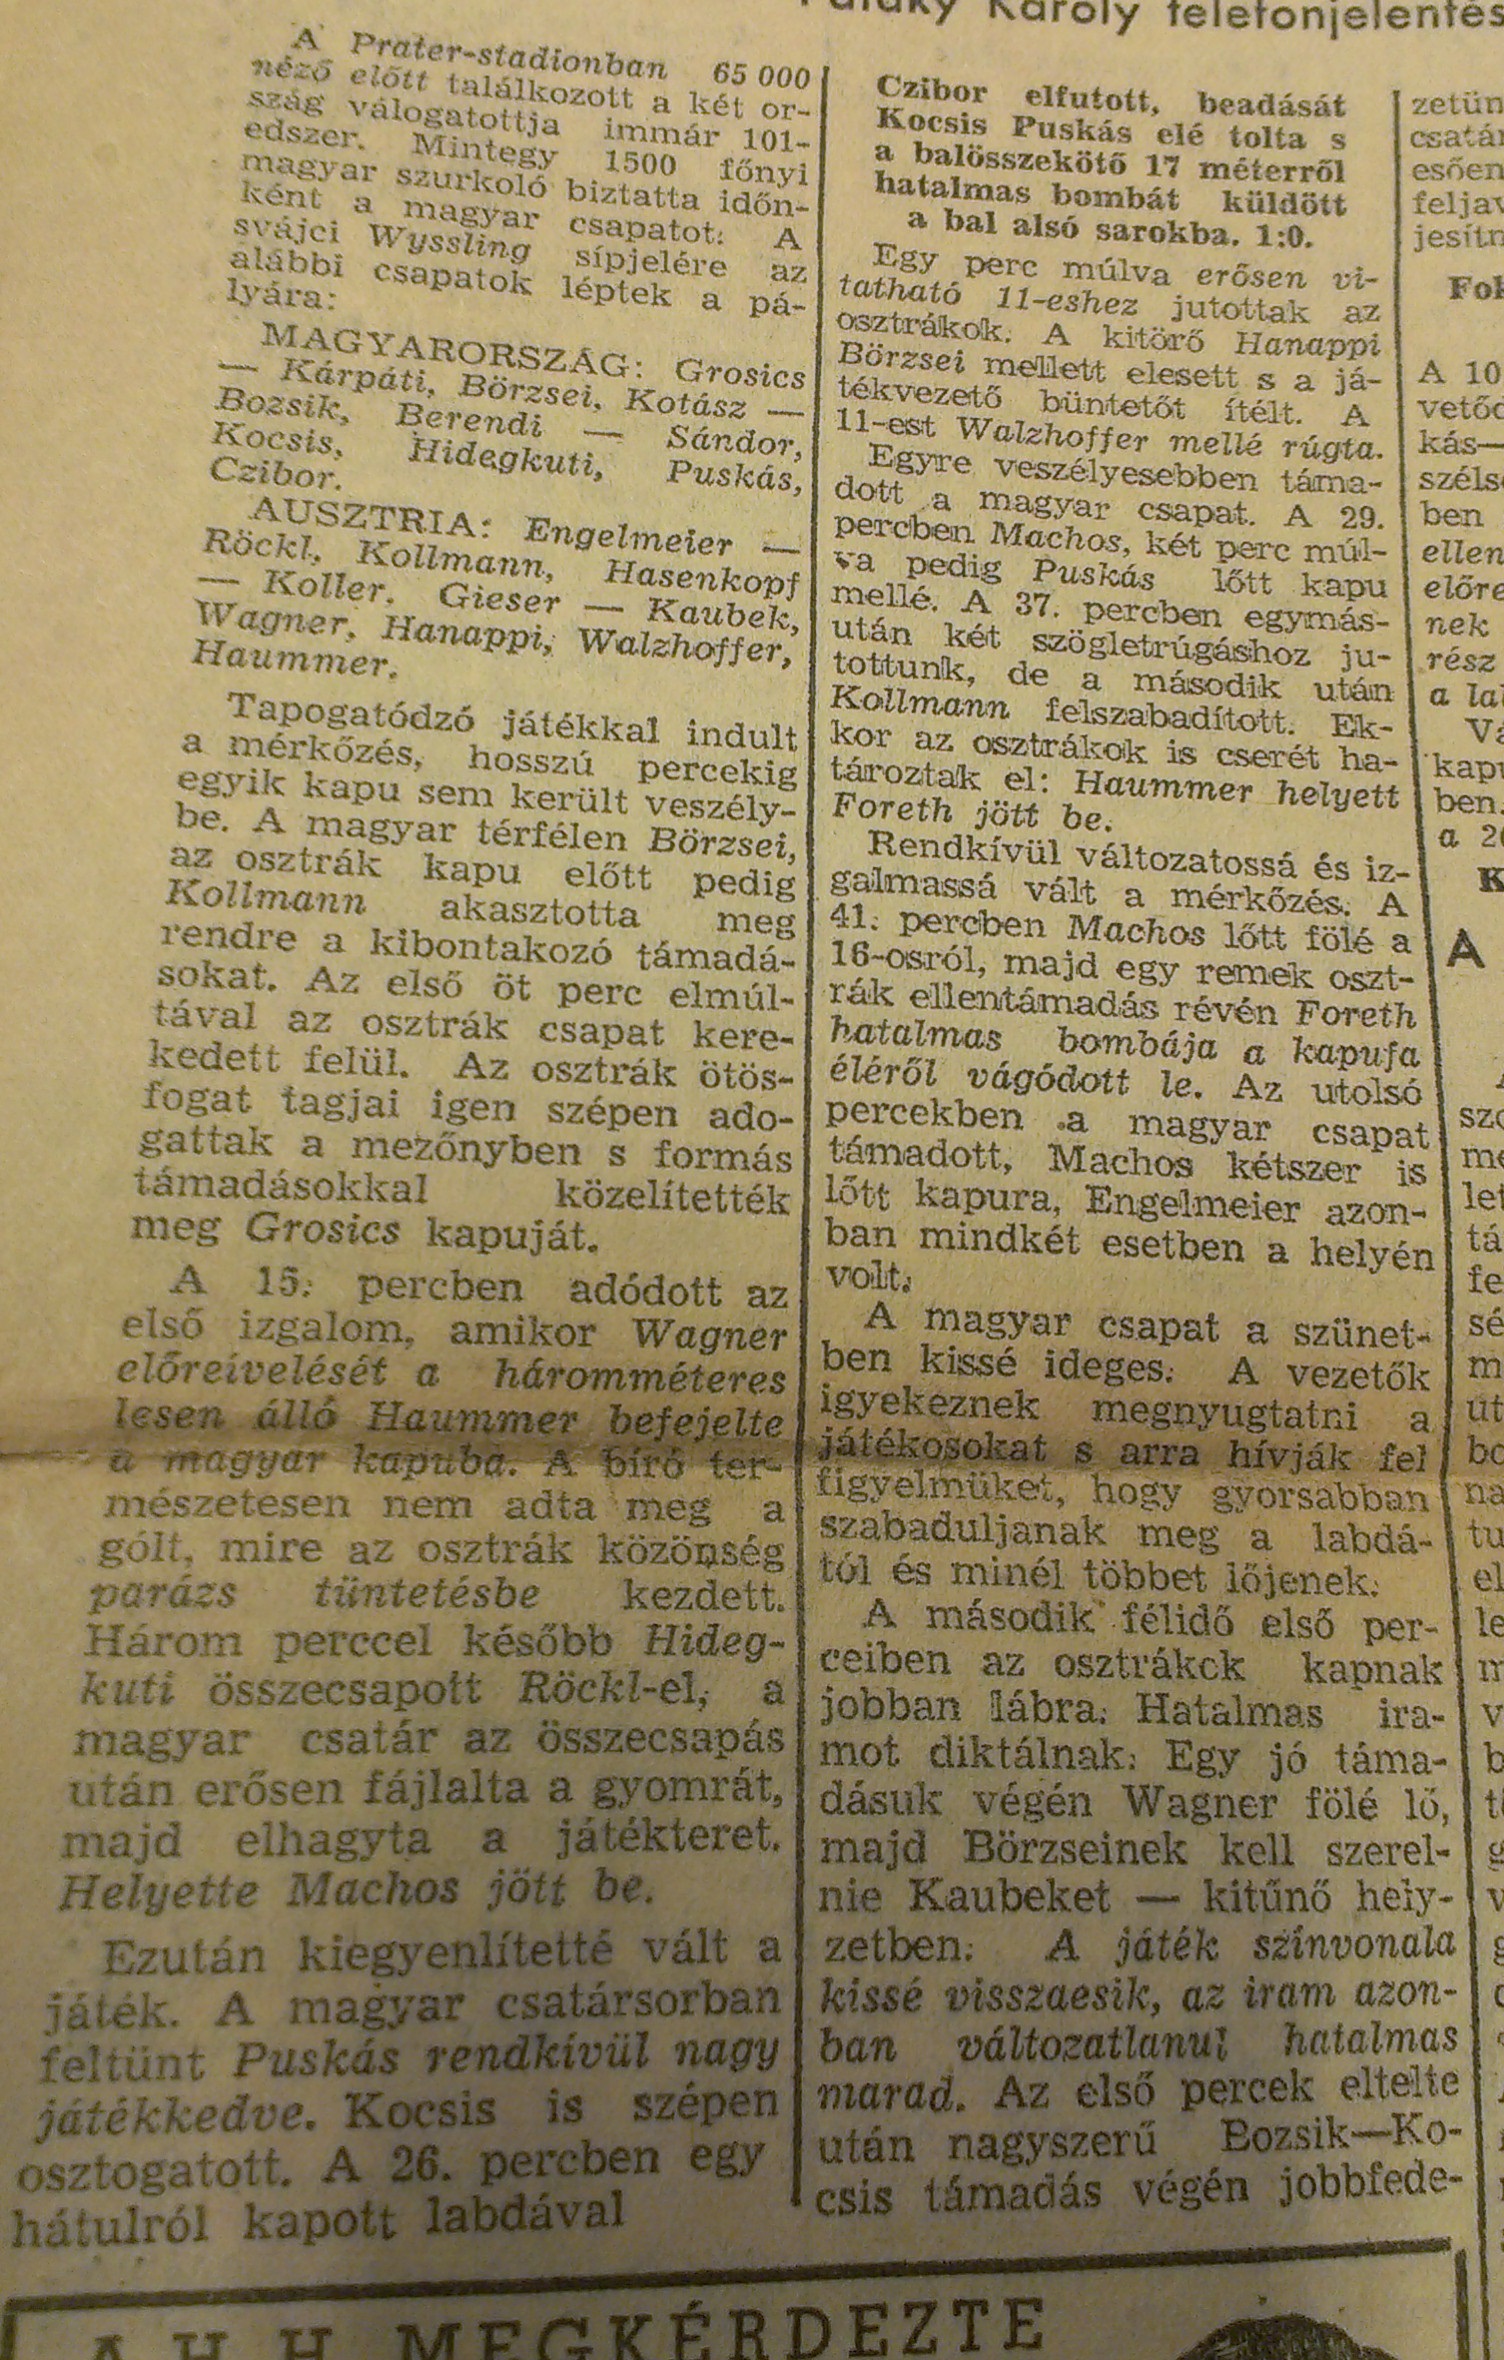 Károly telefonjelentés
A Prater-stadionban 65 000
néző előtt találkozott a két or-
szág válogatottja immár 101-
edszer. Mintegy 1500 főnyi
magyar szurkoló biztatta időn-
ként a magyar csapatot. A
svájci Wyssling sípjelére az
alábbi csapatok léptek a pá-
lyára:
MAGYARORSZÁG: Grosics
— Kárpáti, Börzsei, Kotász —
Bozsik, Berendi — Sándor,
Kocsis, Hidegkuti, Puskás,
Czibor.
AUSZTRIA: Engelmeier —
Röckl, Kollmann, Hasenkopf
— Koller, Gieser — Kaubek,
Wagner, Hanappi, Walzhoffer,
Haummer.
Tapogatódzó játékkal indult
a mérkőzés, hosszú percekig
egyik kapu sem került veszély-
be. A magyar térfélen Börzsei,
az osztrák kapu előtt pedig
Kollmann akasztotta meg
rendre a kibontakozó támadá-
sokat. Az első öt perc elmúl-
tával az osztrák csapat kere-
kedett felül. Az osztrák ötös-
fogat tagjai igen szépen ado-
gattak a mezőnyben s formás
támadásokkal közelítették
meg Grosics kapuját.
A 15. percben adódott az
első izgalom, amikor Wagner
előreívelését a háromméteres
lesen álló Haummer befejelte
a magyar kapuba. A bíró ter-
mészetesen nem adta meg a
gólt, mire az osztrák közönség
parázs tüntetésbe kezdett.
Három perccel később Hideg-
kuti összecsapott Röckl-el, a
magyar csatár az összecsapás
után erősen fájlalta a gyomrát,
majd elhagyta a játékteret.
Helyette Machos jött be.
Ezután kiegyenlítetté vált a
játék. A magyar csatársorban
feltünt Puskás rendkívül nagy
játékkedve. Kocsis is szépen
osztogatott. A 26. percben egy
hátulról kapott labdával
Czibor elfutott, beadását
Kocsis Puskás elé tolta s
a balösszekötő 17 méterről
hatalmas bombát küldött
a bal alsó sarokba. 1:0.
Egy perc múlva erősen vi-
tatható 11-eshez jutottak az
osztrákok. A kitörő Hanappi
Börzsei mellett elesett s a já-
tékvezető büntetőt ítélt. A
11-est Walzhoffer mellé rúgta.
Egyre veszélyesebben táma-
dott a magyar csapat. A 29.
percben Machos, két perc múl-
va pedig Puskás lőtt kapu
mellé. A 37. percben egymás-
után két szögletrúgáshoz ju-
tottunk, de a második után
Kollmann felszabadított. Ek-
kor az osztrákok is cserét ha-
tároztak el: Haummer helyett
Foreth jött be.
Rendkívül változatossá és iz-
galmassá vált a mérkőzés. A
41. percben Machos lőtt fölé a
16-osról, majd egy remek oszt-
rák ellentámadás révén Foreth
hatalmas bombája a kapufa
éléről vágódott le. Az utolsó
percekben a magyar csapat
támadott, Machos kétszer is
lőtt kapura, Engelmeier azon-
ban mindkét esetben a helyén
volt.
A magyar csapat a szünet-
ben kissé ideges. A vezetők
igyekeznek megnyugtatni a
játékosokat s arra hívják fel
figyelmüket, hogy gyorsabban
szabaduljanak meg a labdá-
tól és minél többet lőjenek.
A második félidő első per-
ceiben az osztrákok kapnak
jobban lábra. Hatalmas ira-
mot diktálnak. Egy jó táma-
dásuk végén Wagner fölé lő,
majd Börzseinek kell szerel-
nie Kaubeket — kitűnő hely-
zetben. A játék színvonala
kissé visszaesik, az iram azon-
ban változatlanul hatalmas
marad. Az első percek eltelte
után nagyszerű Bozsik—Ko-
csis támadás végén jobbfede-
A H H MEGKÉRDEZTE